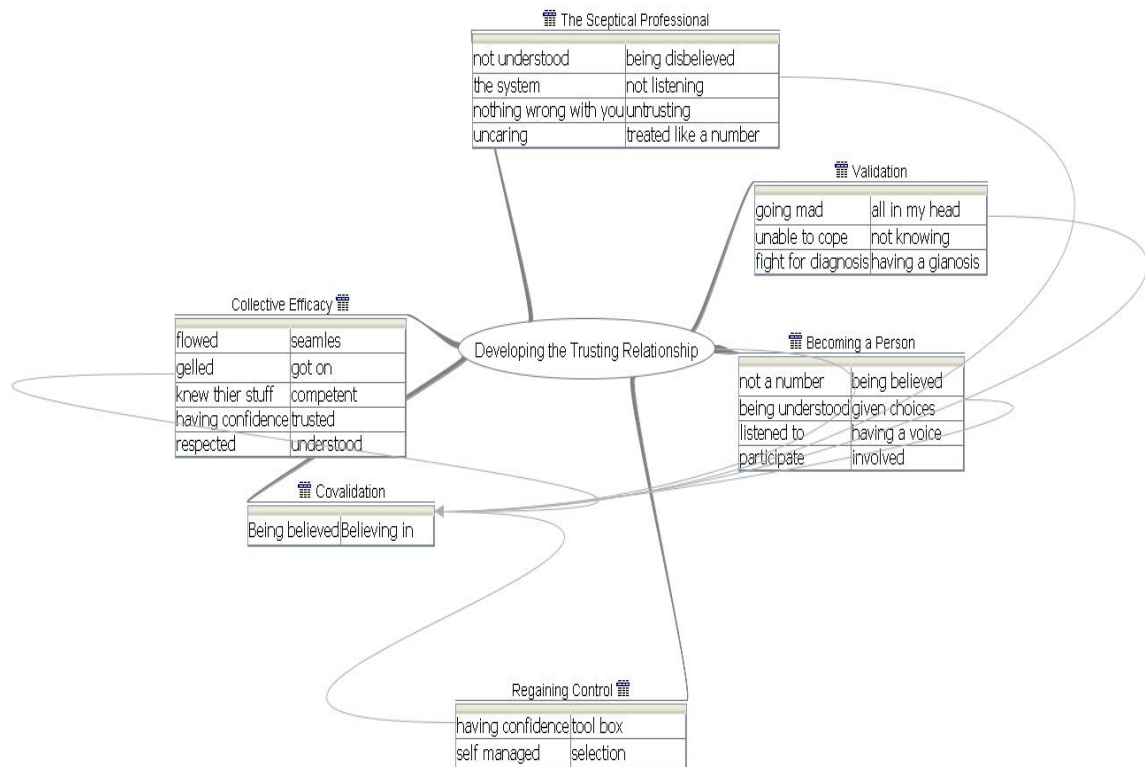 The Sceptical Professional
not understood being disbelieved
the system not listening
nothing wrong with you untrusting
uncaring treated like a number
Validation
going mad all in my head
unable to cope not knowing
fight for diagnosis having a gianosis
Collective Efficacy
flowed seamles
gelled got on
knew thier stuff competent
having confidence trusted
respected understood
Developing the Trusting Relationship
Becoming a Person
not a number being believed
being understood given choices
listened to having a voice
participate involved
Covalidation
Being believed Believing in
Regaining Control
having confidence tool box
self managed selection